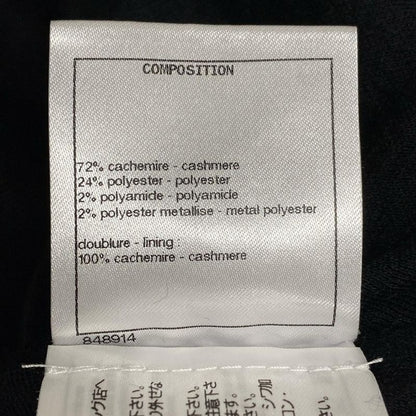 COMPOSITION
72% cachemire - cashmere
24% polyester - polyester
2% polyamide - polyamide
2% polyester metallise - metal polyester
doublure - lining :
100% cachemire - cashmere
848914